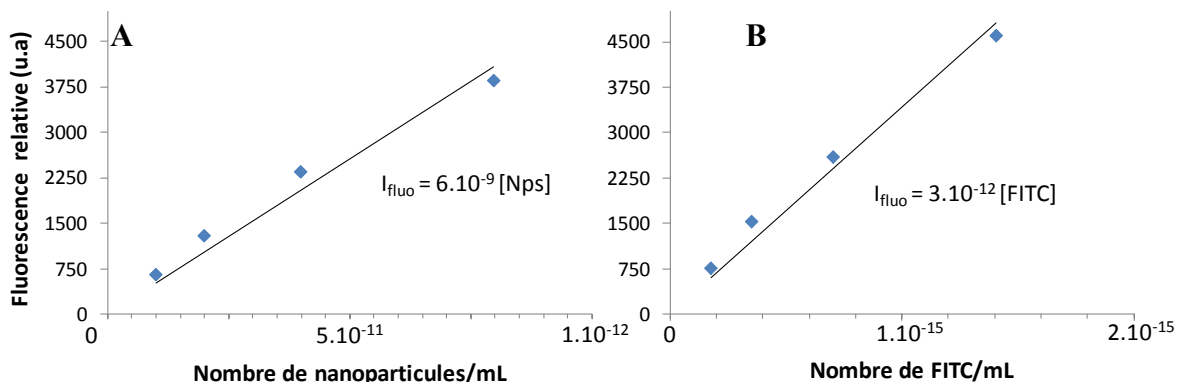 A
Fluorescence relative (u.a)
4500
3750
3000
2250
1500
750
0
0
5.10-11
1.10-12
I fluo = 6.10-9 [Nps]
Nombre de nanoparticules/mL
B
4500
3750
3000
2250
1500
750
0
0
1.10-15
2.10-15
I fluo = 3.10-12 [FITC]
Nombre de FITC/mL